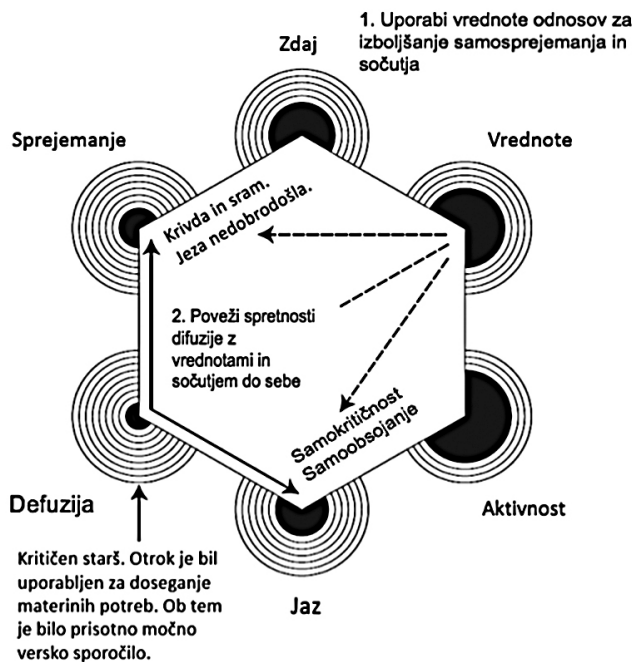 1. Uporabi vrednote odnosov za
izboljšanje samosprejemanja in
sočutja
Zdaj
Sprejemanje
Vrednote
Krivda in sram.
Jeza nedobrodošla.
2. Poveži spretnosti
difuzije z
vrednotami in
sočutjem do sebe
Samokritičnost
Samoobsojanje
Defuzija
Aktivnost
Kritičen starš. Otrok je bil
uporabljen za doseganje
materinih potreb. Ob tem
je bilo prisotno močno
versko sporočilo.
Jaz